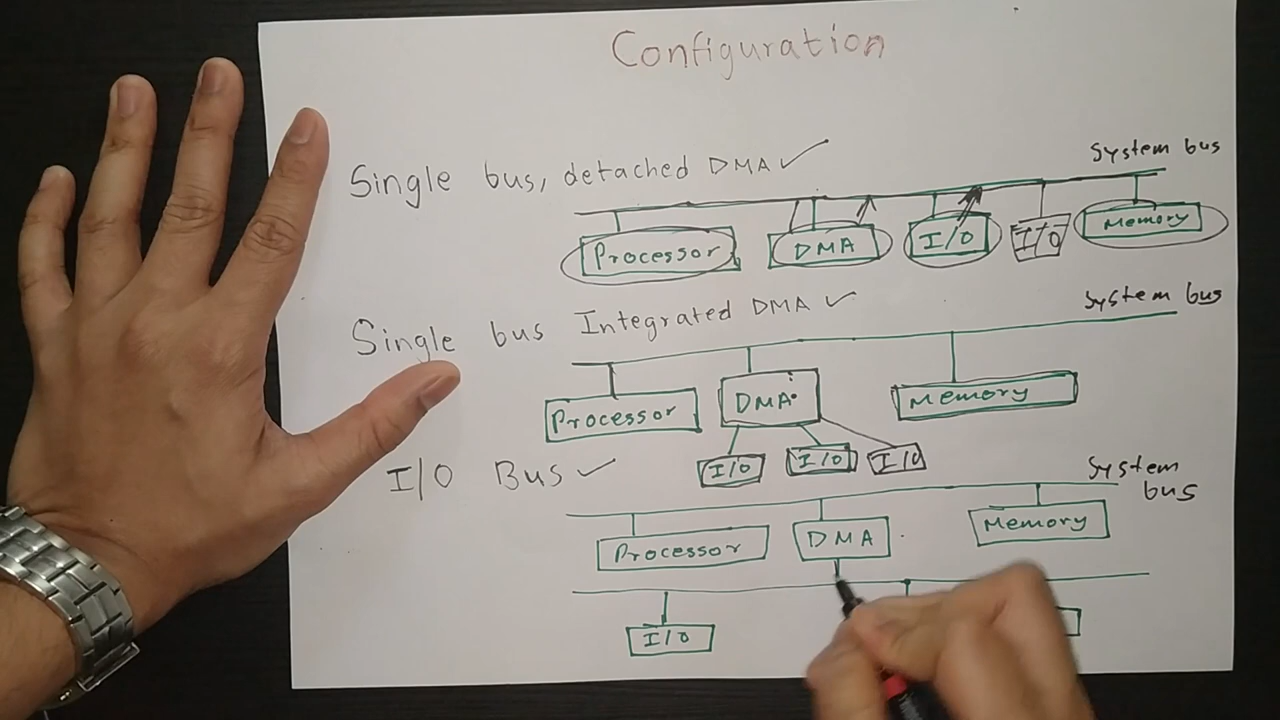 Configuration
Single bus, detached DMA ✓
System bus
Processor DMA I/O I/O Memory
Single bus Integrated DMA ✓
System bus
Processor DMA Memory
I/O I/O I/O
I/O Bus ✓
System
bus
Processor DMA Memory
I/O